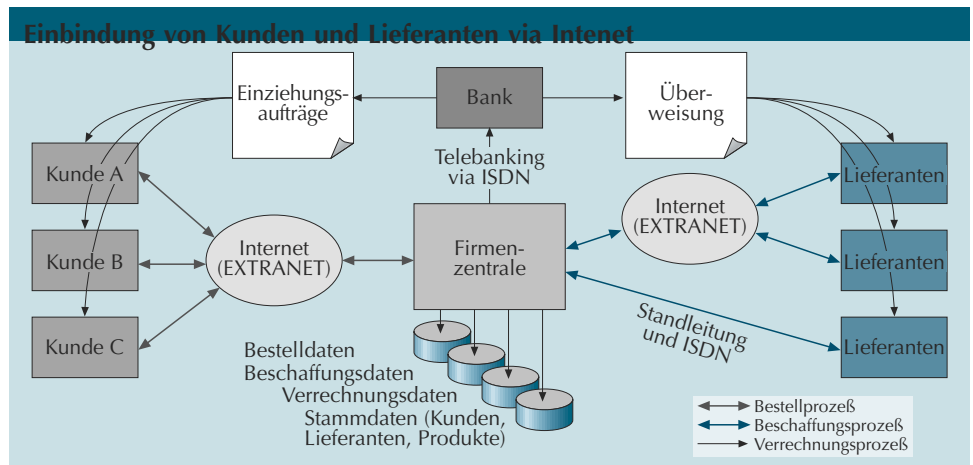 Einbindung von Kunden und Lieferanten via Intenet
Einziehungs-
aufträge
Bank
Über-
weisung
Telebanking
via ISDN
Kunde A
Kunde B
Kunde C
Internet
(EXTRANET)
Firmen-
zentrale
Internet
(EXTRANET)
Lieferanten
Lieferanten
Lieferanten
Standleitung
und ISDN
Bestelldaten
Beschaffungsdaten
Verrechnungsdaten
Stammdaten (Kunden,
Lieferanten, Produkte)
Bestellprozeß
Beschaffungsprozeß
Verrechnungsprozeß